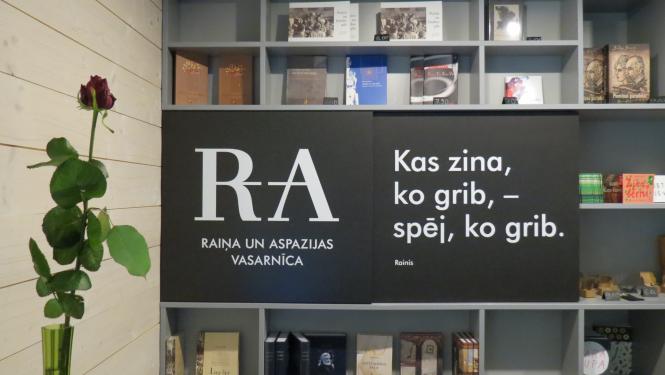 RA
RAIŅA UN ASPAZIJAS
VASARNĪCA
Kas zina,
ko grib, –
spēj, ko grib.
Rainis